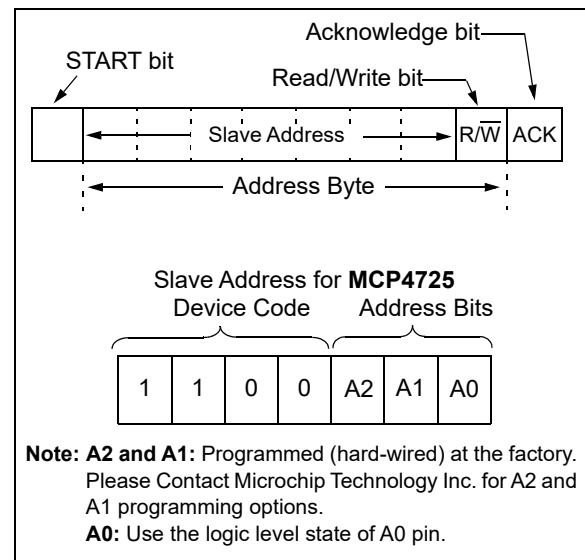 Acknowledge bit
START bit
Read/Write bit
Slave Address
R/W̅
ACK
Address Byte
Slave Address for MCP4725
Device Code
Address Bits
1 1 0 0 A2 A1 A0
Note: A2 and A1: Programmed (hard-wired) at the factory.
Please Contact Microchip Technology Inc. for A2 and
A1 programming options.
A0: Use the logic level state of A0 pin.